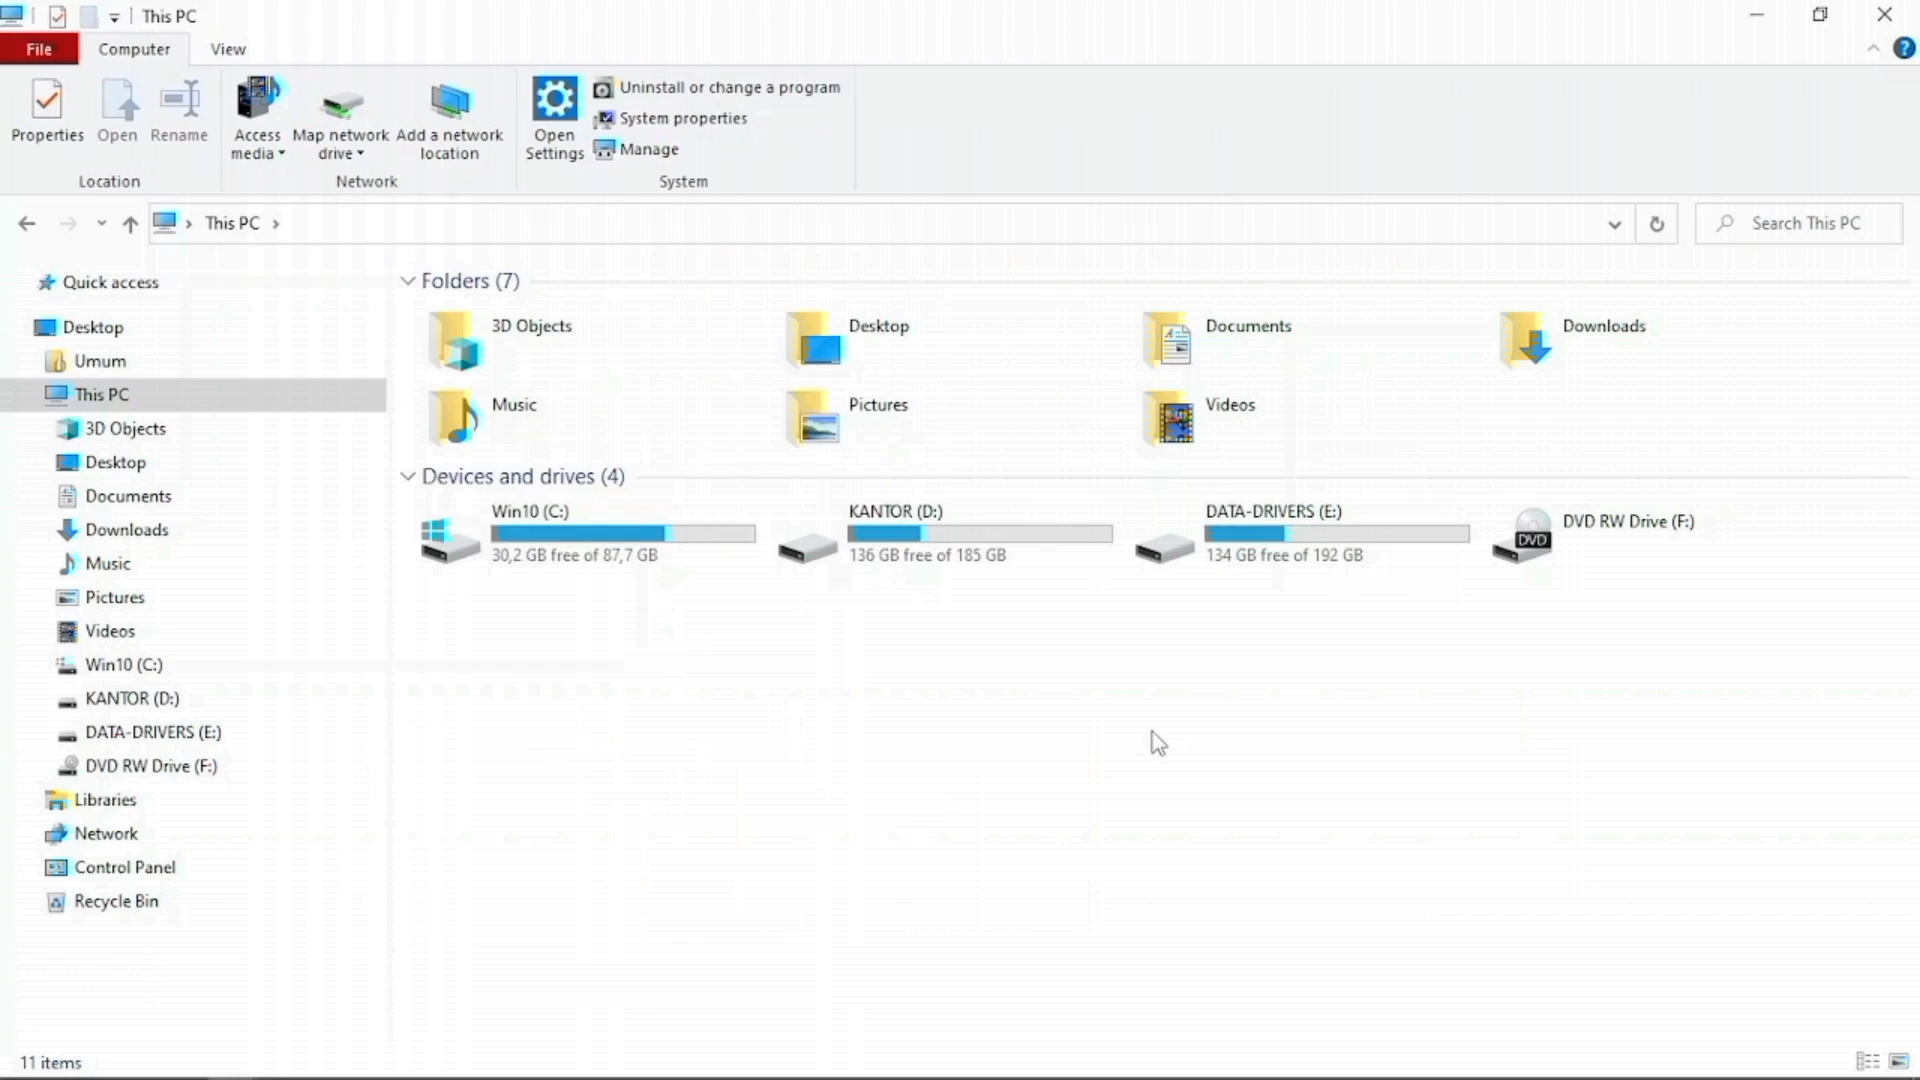 This PC
File Computer View
Properties Open Rename Access media Map network drive Add a network location Open Settings Uninstall or change a program
System properties
Manage
Location Network System
This PC
Search This PC
Quick access
Desktop
Umum
This PC
3D Objects
Desktop
Documents
Downloads
Music
Pictures
Videos
Win10 (C:)
KANTOR (D:)
DATA-DRIVERS (E:)
DVD RW Drive (F:)
Libraries
Network
Control Panel
Recycle Bin
Folders (7)
3D Objects Desktop Documents Downloads
Music Pictures Videos
Devices and drives (4)
Win10 (C:)
30,2 GB free of 87,7 GB
KANTOR (D:)
136 GB free of 185 GB
DATA-DRIVERS (E:)
134 GB free of 192 GB
DVD RW Drive (F:)
DVD
11 items